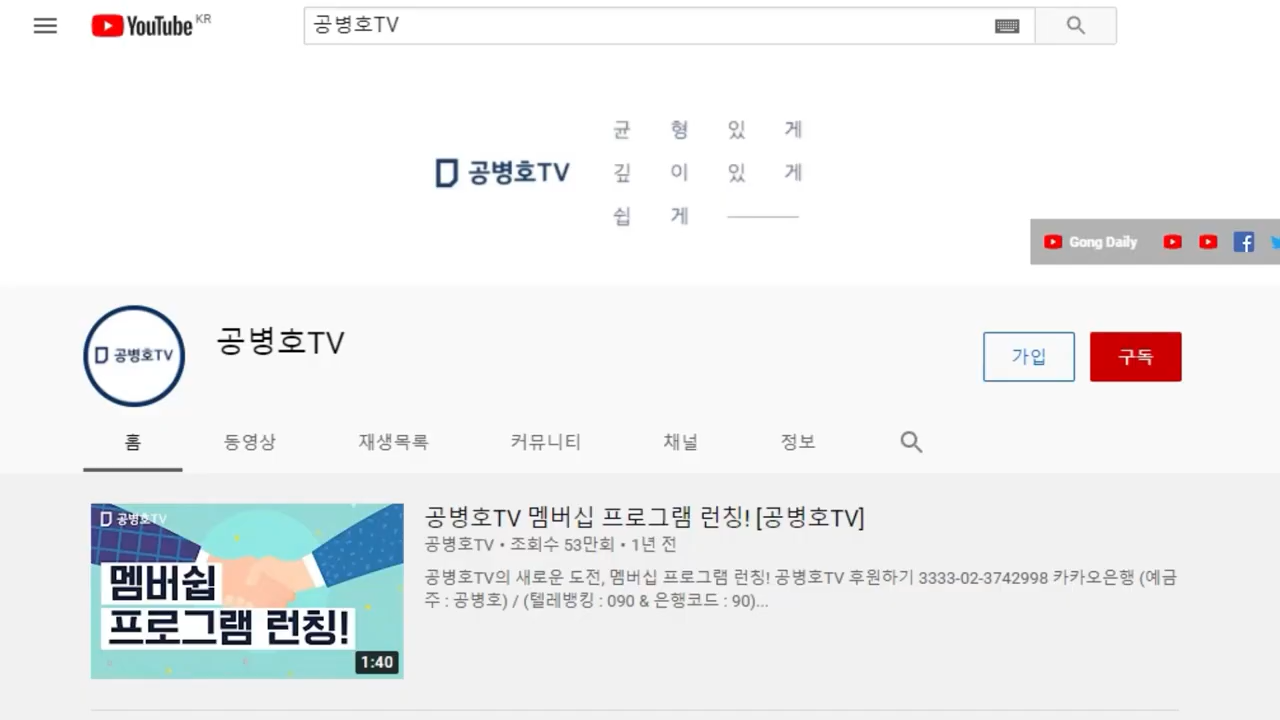 YouTube KR
공병호TV
균 형 있 게
공병호TV
깊 이 있 게
쉽 게
Gong Daily
공병호TV
공병호TV
가입
구독
홈
동영상
재생목록
커뮤니티
채널
정보
공병호TV
멤버쉽
프로그램 런칭!
1:40
공병호TV 멤버십 프로그램 런칭! [공병호TV]
공병호TV • 조회수 53만회 • 1년 전
공병호TV의 새로운 도전, 멤버십 프로그램 런칭! 공병호TV 후원하기 3333-02-3742998 카카오은행 (예금
주 : 공병호) / (텔레뱅킹 : 090 & 은행코드 : 90)...